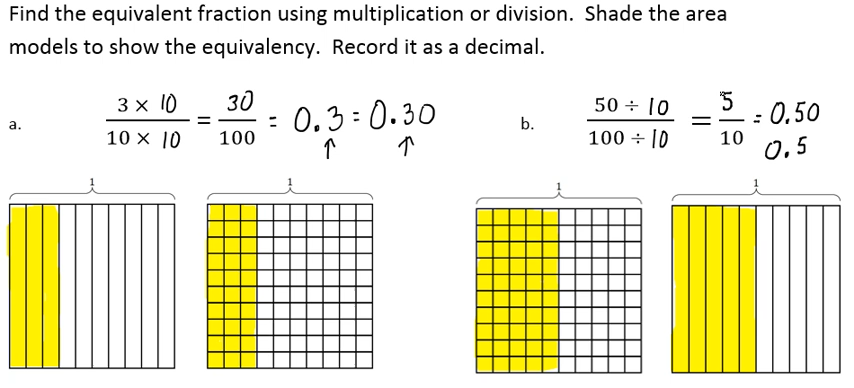 Find the equivalent fraction using multiplication or division. Shade the area
models to show the equivalency. Record it as a decimal.
a.
3 × 10
10 × 10
=
30
100
= 0.3 = 0.30
↑ ↑
b.
50 ÷ 10
100 ÷ 10
=
5
10
= 0.50
0.5
1
1
1
1